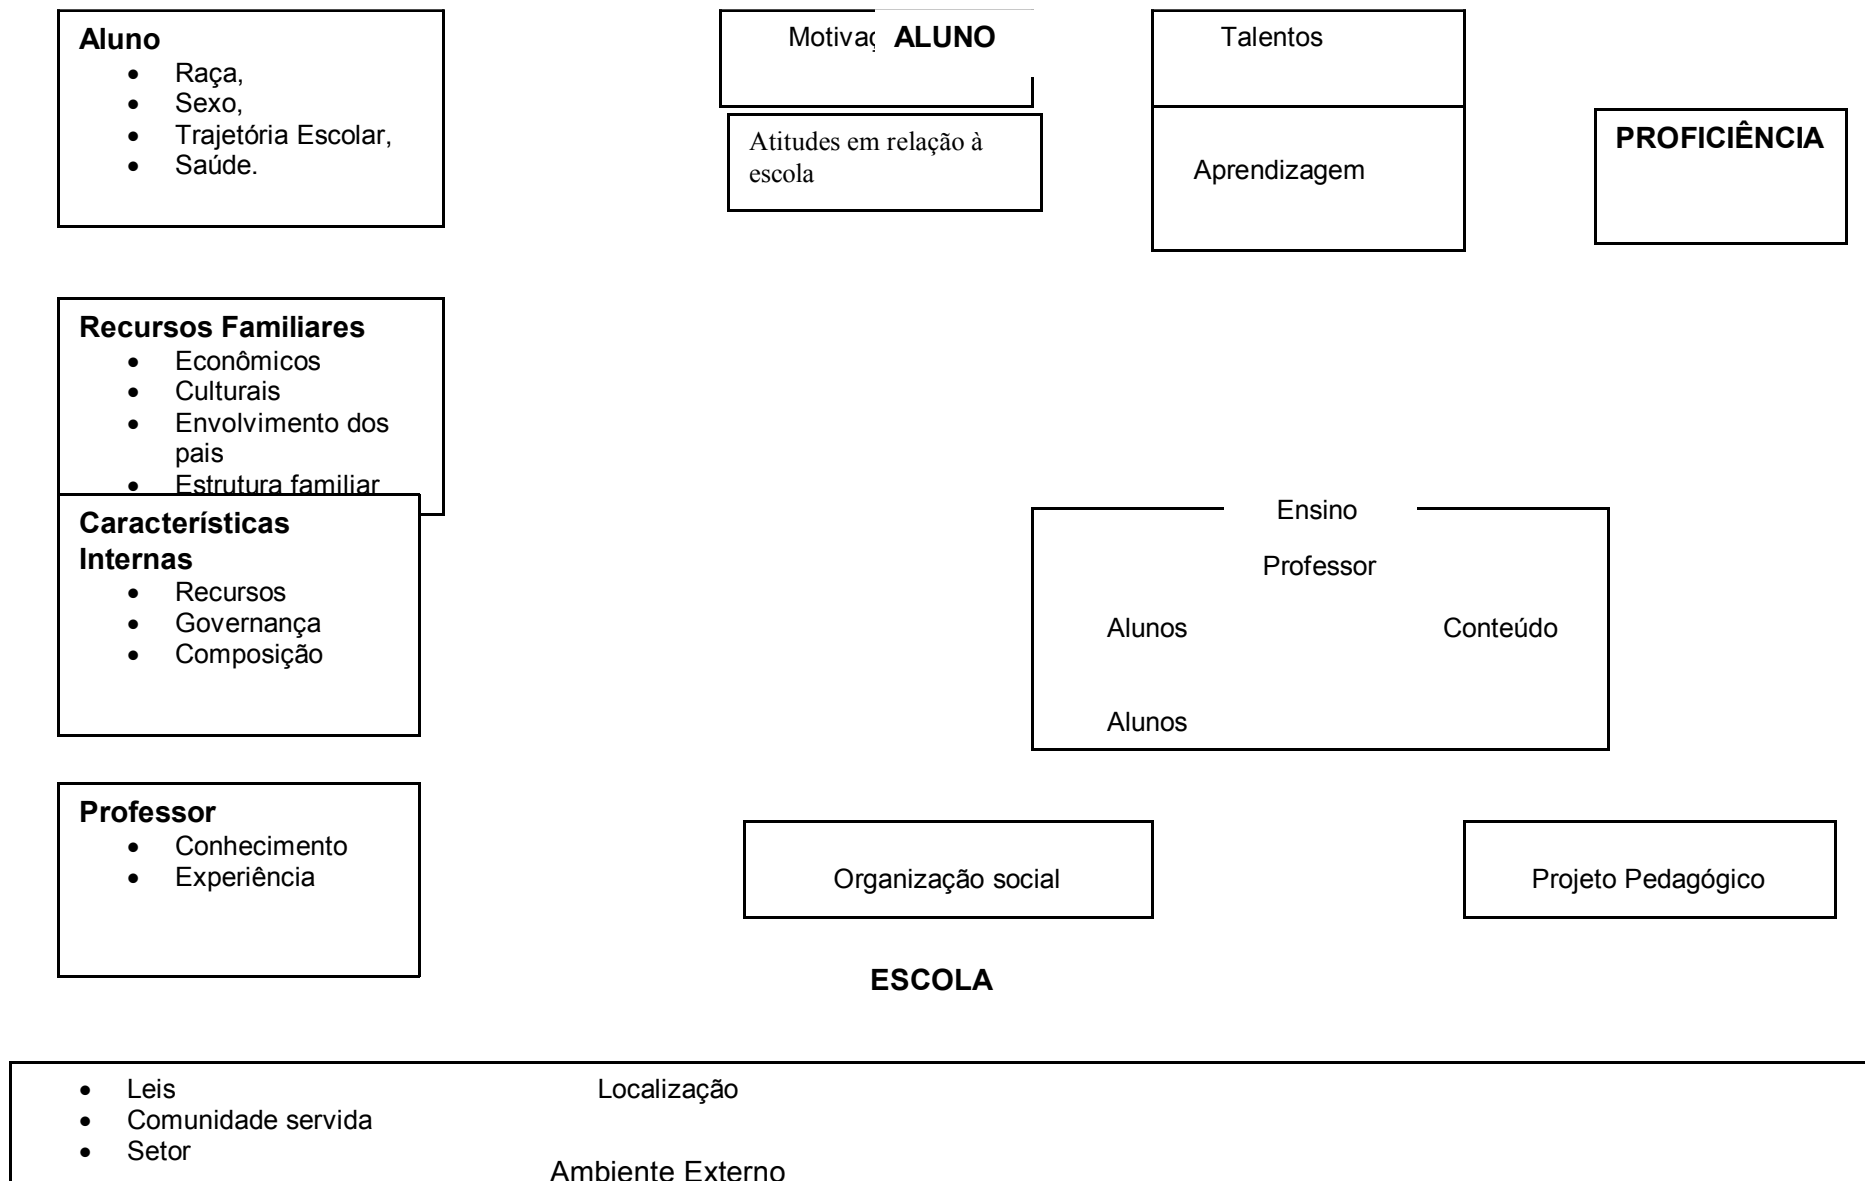 Aluno
• Raça,
• Sexo,
• Trajetória Escolar,
• Saúde.
ALUNO
Atitudes em relação à
escola
Talentos
Aprendizagem
PROFICIÊNCIA
Recursos Familiares
• Econômicos
• Culturais
• Envolvimento dos
pais
• Estrutura familiar
Características
Internas
• Recursos
• Governança
• Composição
Ensino
Professor
Alunos Conteúdo
Alunos
Professor
• Conhecimento
• Experiência
Organização social
Projeto Pedagógico
ESCOLA
• Leis
• Comunidade servida
• Setor
Localização
Ambiente Externo